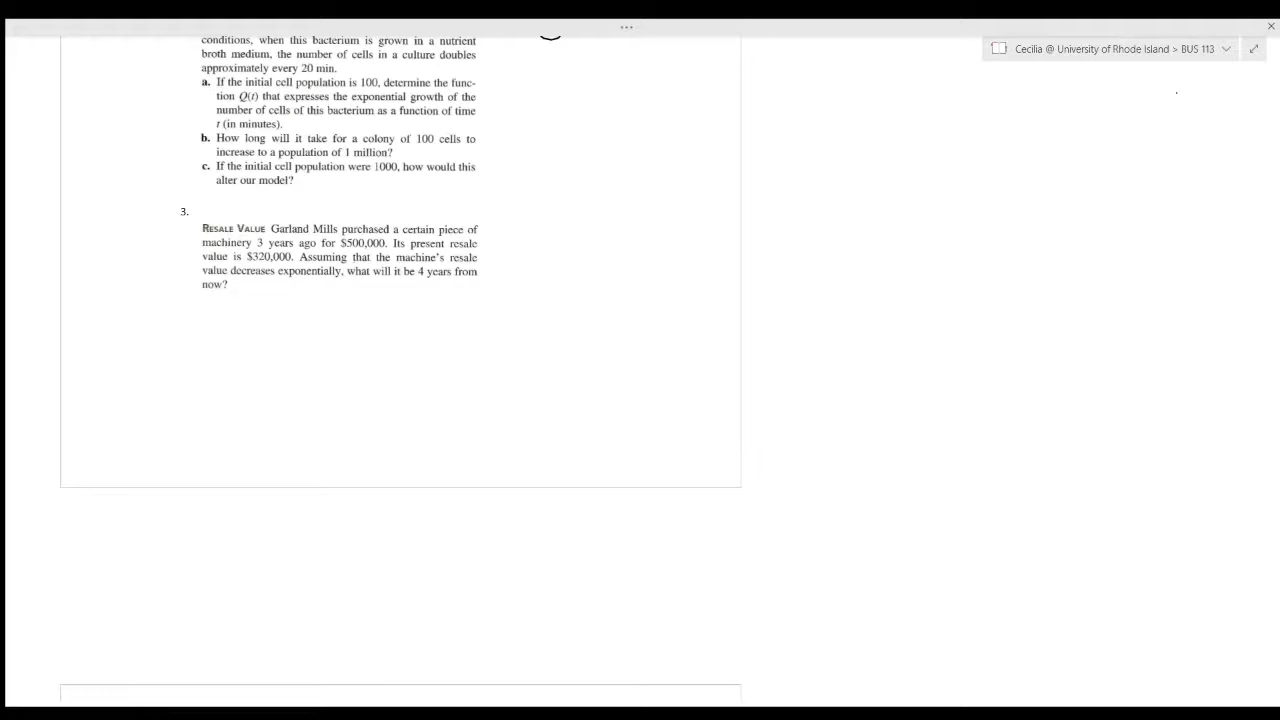 Cecilia @ University of Rhode Island > BUS 113
conditions, when this bacterium is grown in a nutrient
broth medium, the number of cells in a culture doubles
approximately every 20 min.
a. If the initial cell population is 100, determine the func-
tion Q(t) that expresses the exponential growth of the
number of cells of this bacterium as a function of time
t (in minutes).
b. How long will it take for a colony of 100 cells to
increase to a population of 1 million?
c. If the initial cell population were 1000, how would this
alter our model?
3.
RESALE VALUE Garland Mills purchased a certain piece of
machinery 3 years ago for $500,000. Its present resale
value is $320,000. Assuming that the machine's resale
value decreases exponentially, what will it be 4 years from
now?